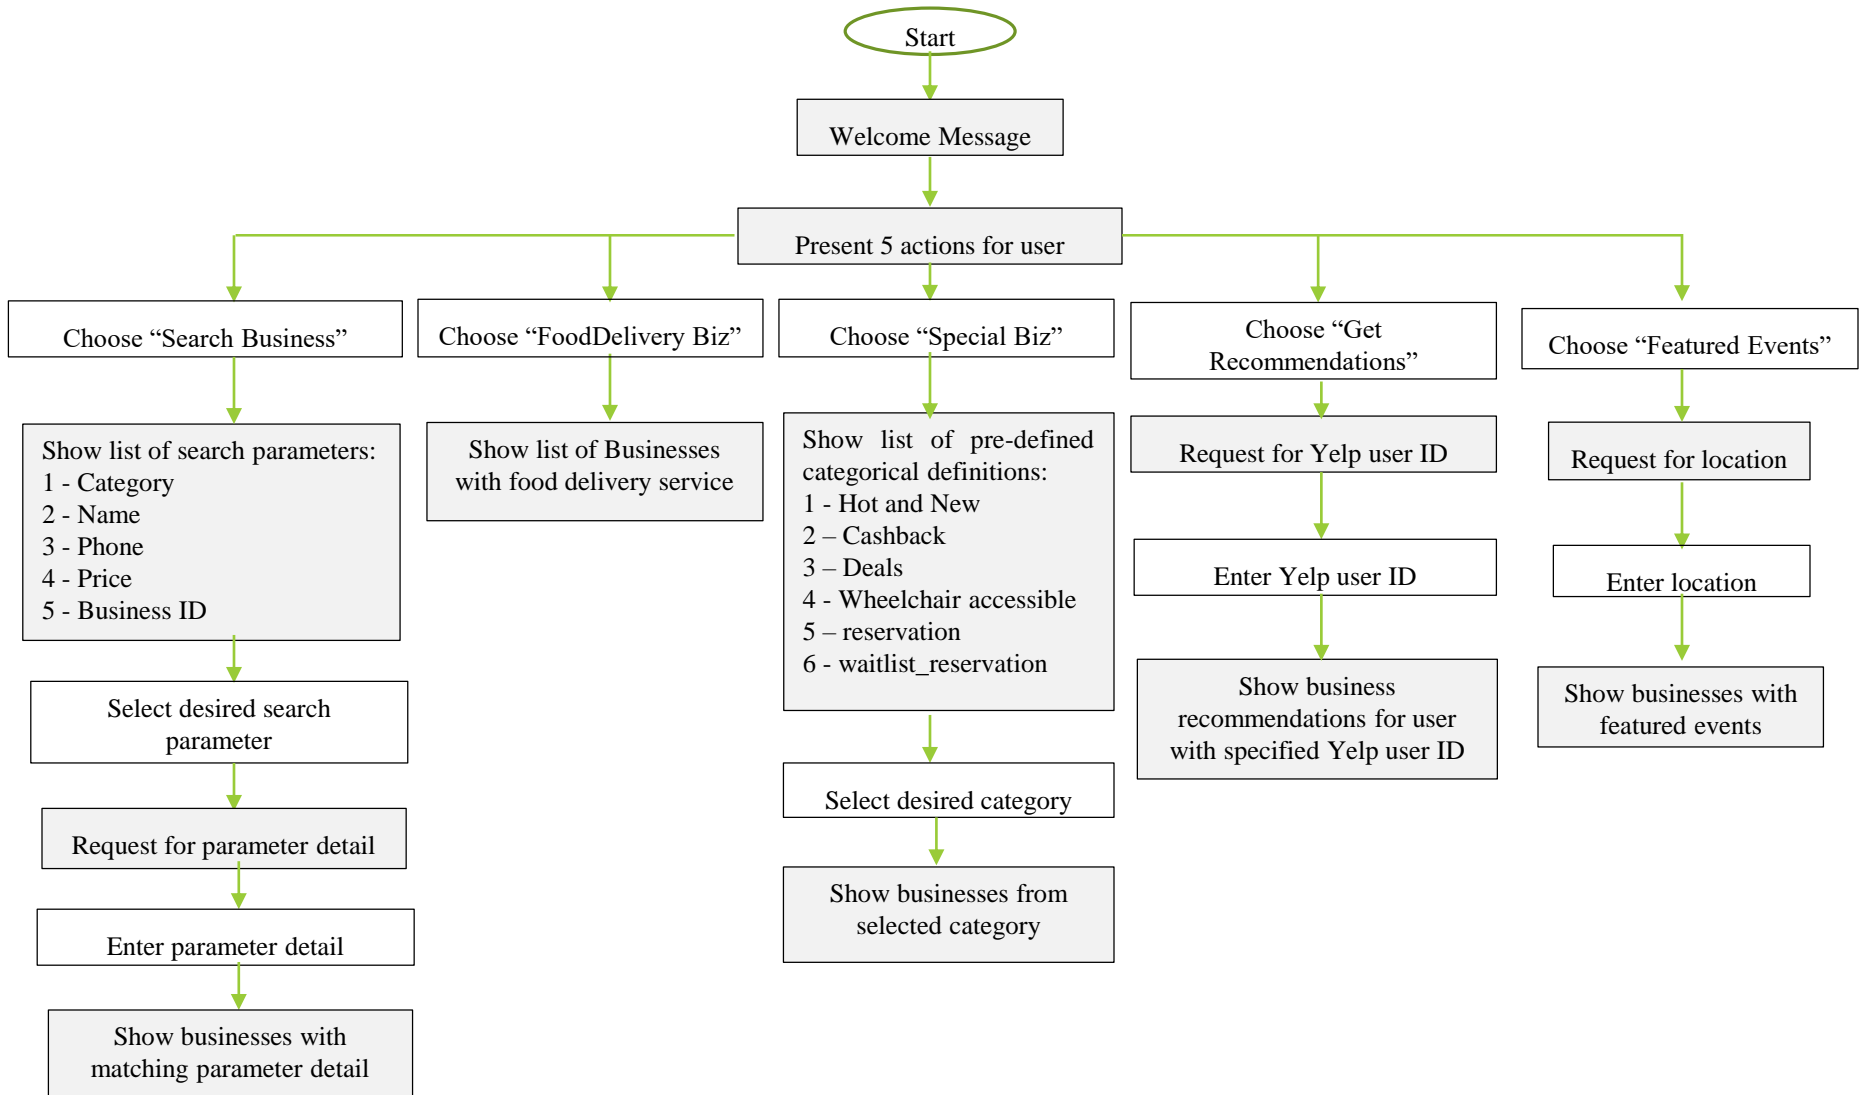 Start
Welcome Message
Present 5 actions for user
Choose “Search Business”
Choose “FoodDelivery Biz”
Choose “Special Biz”
Choose “Get
Recommendations”
Choose “Featured Events”
Show list of search parameters:
1 - Category
2 - Name
3 - Phone
4 - Price
5 - Business ID
Select desired search
parameter
Request for parameter detail
Enter parameter detail
Show businesses with
matching parameter detail
Show list of Businesses
with food delivery service
Show list of pre-defined
categorical definitions:
1 - Hot and New
2 – Cashback
3 – Deals
4 - Wheelchair accessible
5 – reservation
6 - waitlist_reservation
Select desired category
Show businesses from
selected category
Request for Yelp user ID
Enter Yelp user ID
Show business
recommendations for user
with specified Yelp user ID
Request for location
Enter location
Show businesses with
featured events